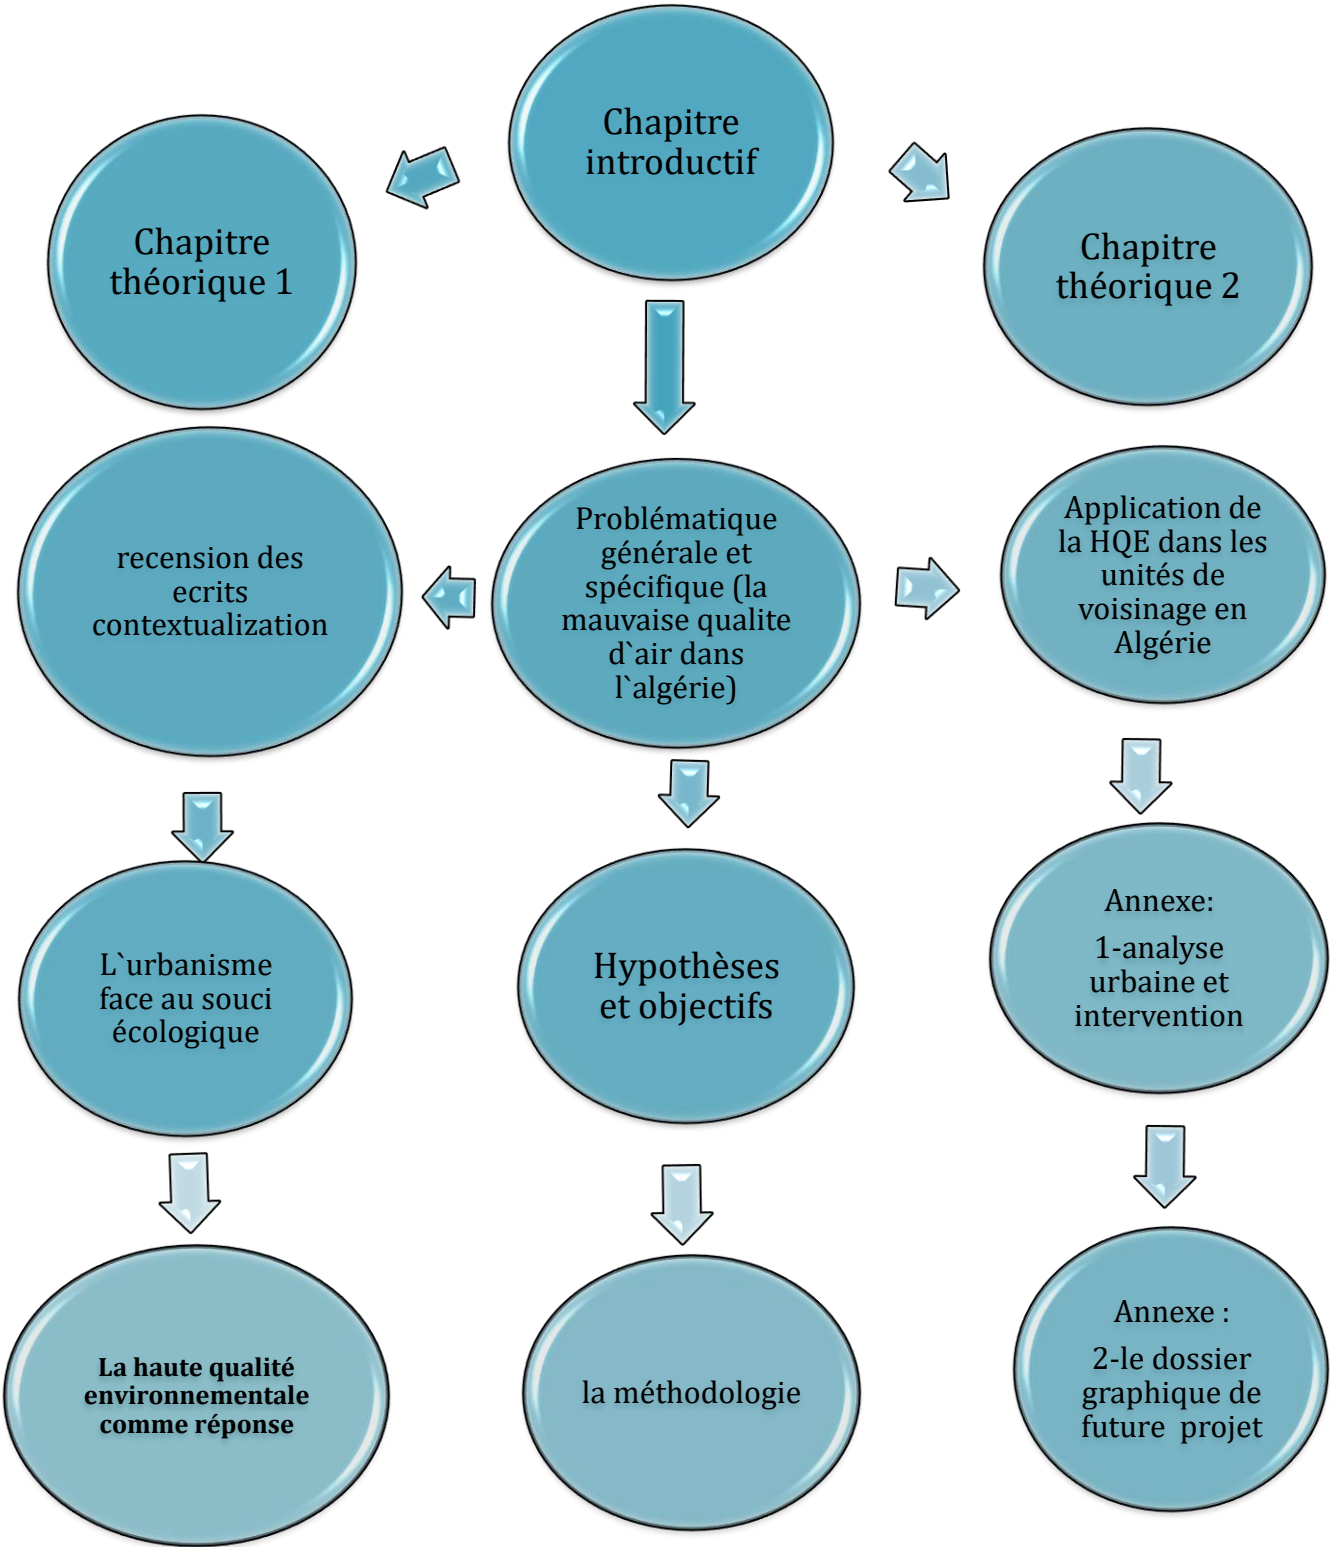 Chapitre
introductif
Chapitre
théorique 1
Chapitre
théorique 2
recension des
ecrits
contextualization
Problématique
générale et
spécifique (la
mauvaise qualite
d`air dans
l`algérie)
Application de
la HQE dans les
unités de
voisinage en
Algérie
L`urbanisme
face au souci
écologique
Hypothèses
et objectifs
Annexe:
1-analyse
urbaine et
intervention
La haute qualité
environnementale
comme réponse
la méthodologie
Annexe :
2-le dossier
graphique de
future  projet